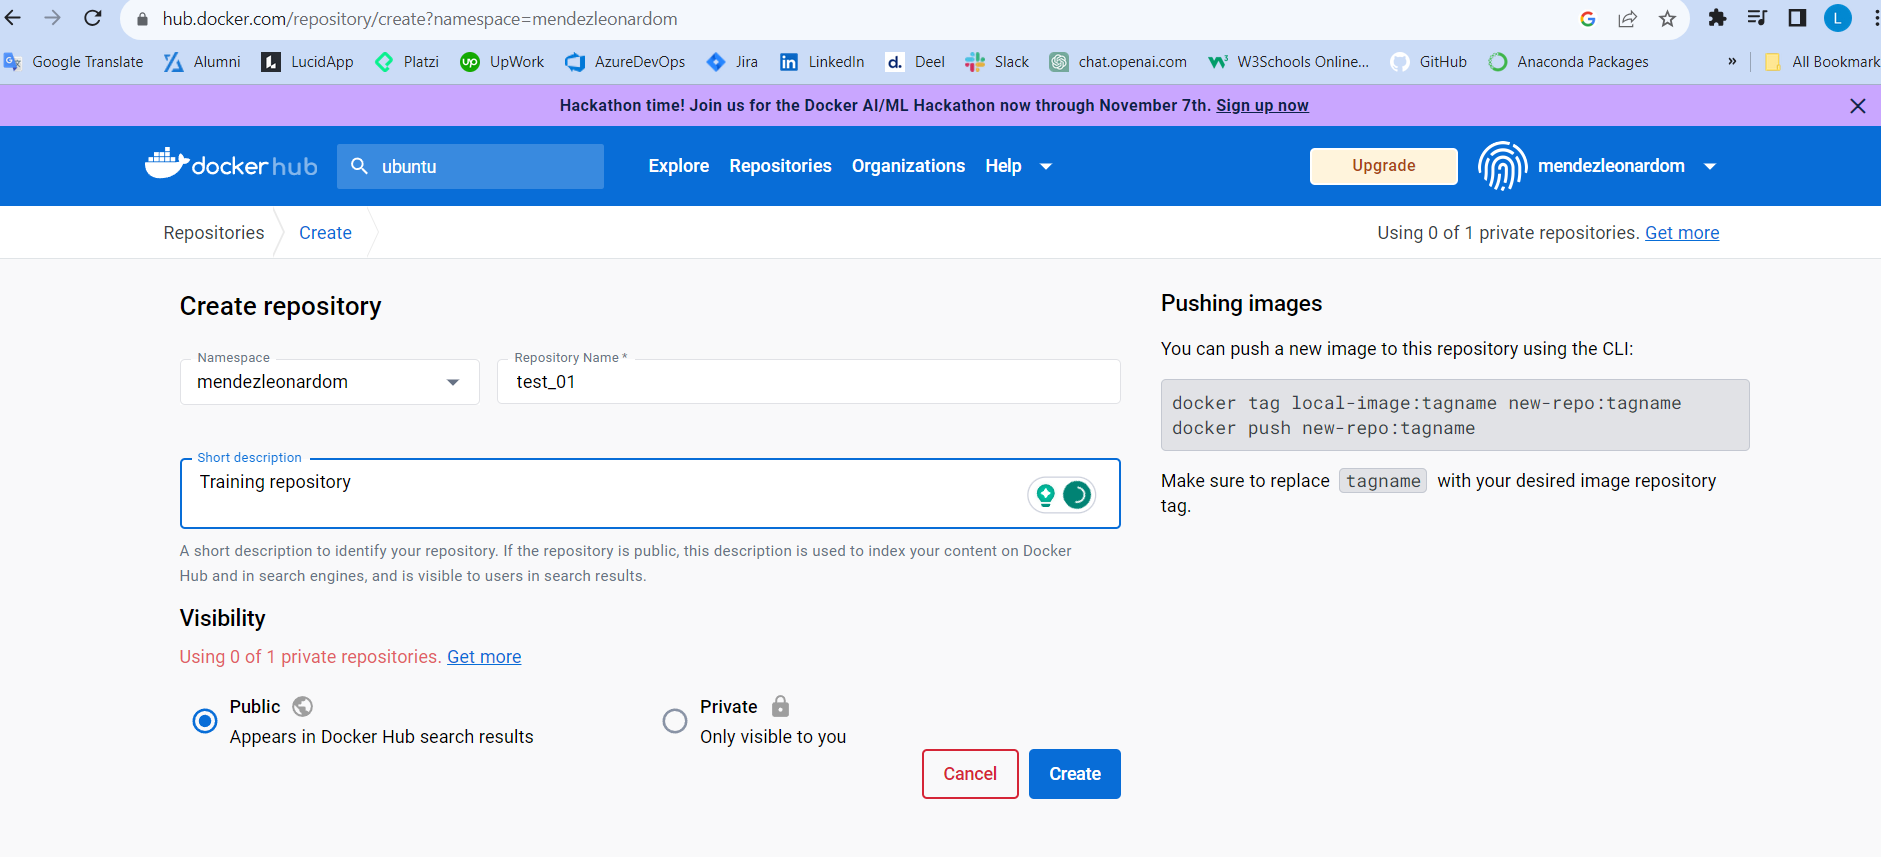 hub.docker.com/repository/create?namespace=mendezleonardom
L
Google Translate
Alumni
LucidApp
Platzi
up UpWork
AzureDevOps
Jira
in LinkedIn
d. Deel
Slack
chat.openai.com
W3Schools Online...
GitHub
Anaconda Packages
»
All Bookmark
Hackathon time! Join us for the Docker AI/ML Hackathon now through November 7th. Sign up now
docker hub
ubuntu
Explore
Repositories
Organizations
Help
Upgrade
mendezleonardom
Repositories
Create
Using 0 of 1 private repositories. Get more
Create repository
Namespace
mendezleonardom
Repository Name *
test_01
Short description
Training repository
A short description to identify your repository. If the repository is public, this description is used to index your content on Docker
Hub and in search engines, and is visible to users in search results.
Visibility
Using 0 of 1 private repositories. Get more
Public
Appears in Docker Hub search results
Private
Only visible to you
Cancel
Create
Pushing images
You can push a new image to this repository using the CLI:
docker tag local-image:tagname new-repo:tagname
docker push new-repo:tagname
Make sure to replace tagname with your desired image repository
tag.